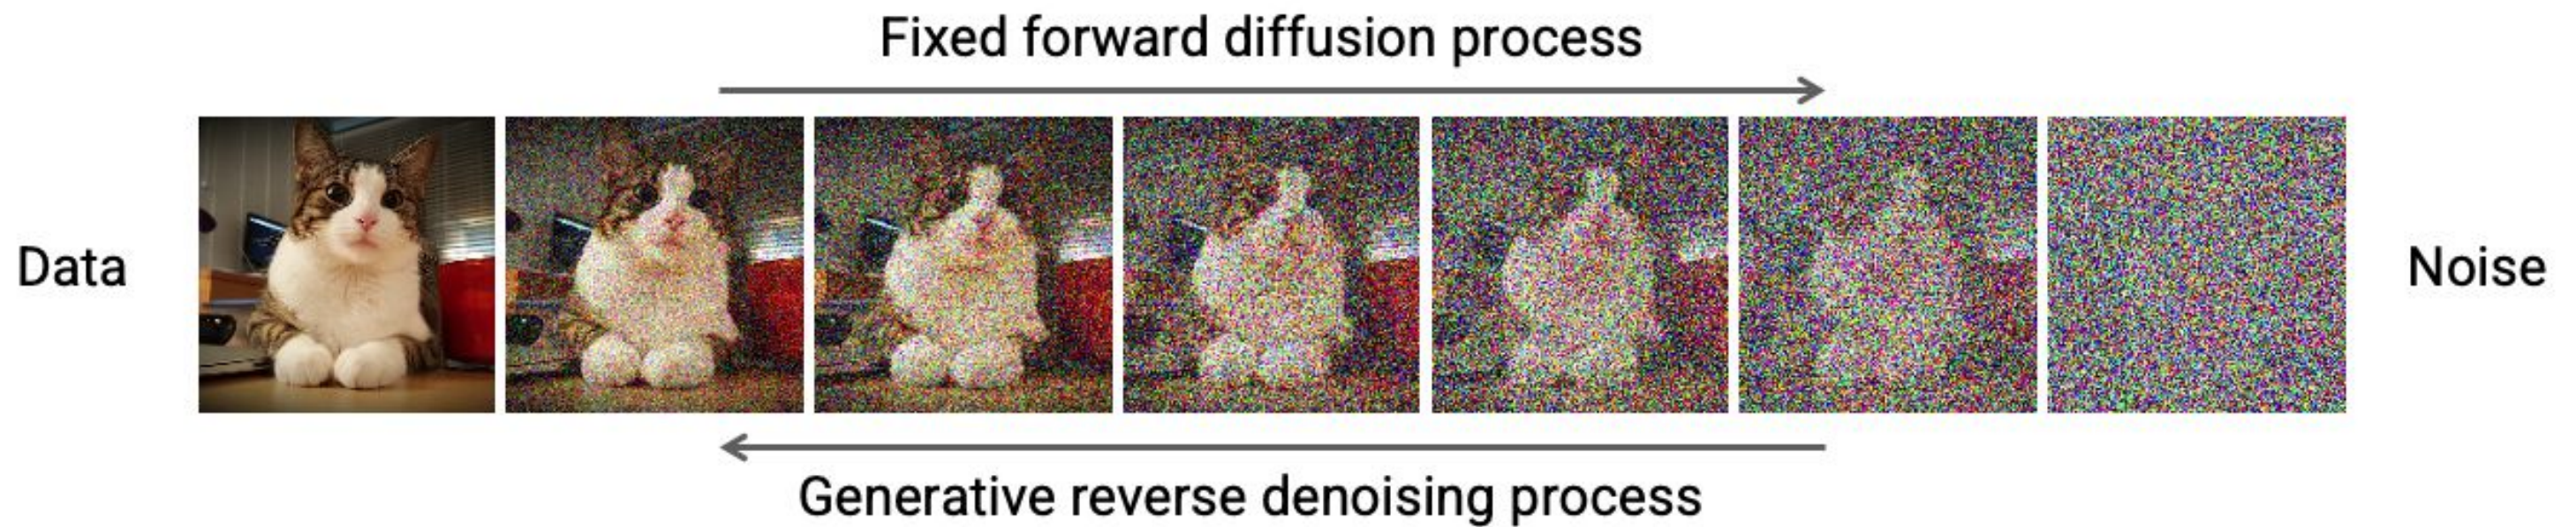 Fixed forward diffusion process
Data
Noise
Generative reverse denoising process